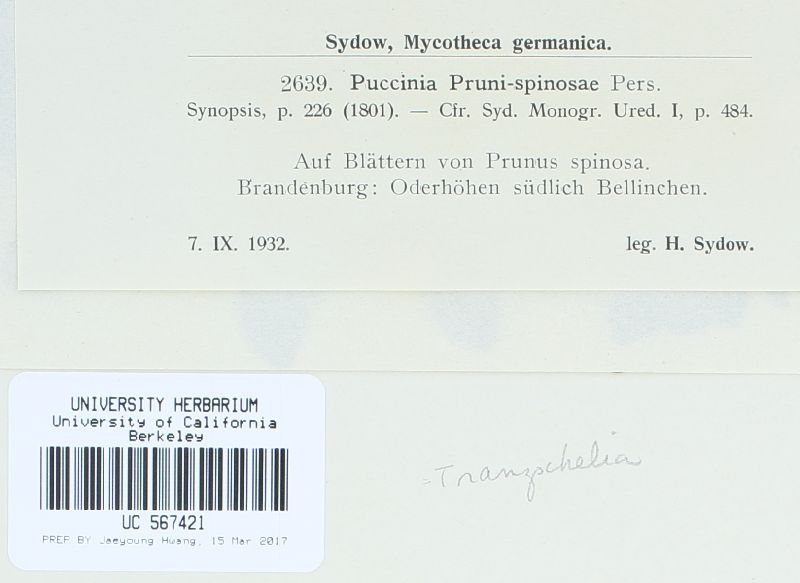 Sydow, Mycotheca germanica.
2639. Puccinia Pruni-spinosae Pers.
Synopsis, p. 226 (1801). — Cfr. Syd. Monogr. Ured. I, p. 484.
Auf Blättern von Prunus spinosa.
Brandenburg: Oderhöhen südlich Bellinchen.
7. IX. 1932. leg. H. Sydow.
UNIVERSITY HERBARIUM
University of California
Berkeley
UC 567421
PREP BY Jaeyoung Hwang, 15 Mar 2017
=Tranzschelia